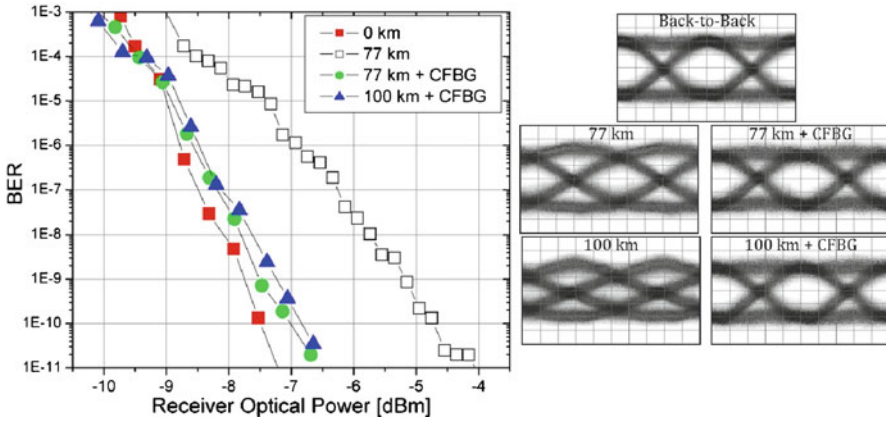 1E-3
1E-4
1E-5
1E-6
1E-7
1E-8
1E-9
1E-10
1E-11
BER
0 km
77 km
77 km + CFBG
100 km + CFBG
-10 -9 -8 -7 -6 -5 -4
Receiver Optical Power [dBm]
Back-to-Back
77 km 77 km + CFBG
100 km 100 km + CFBG